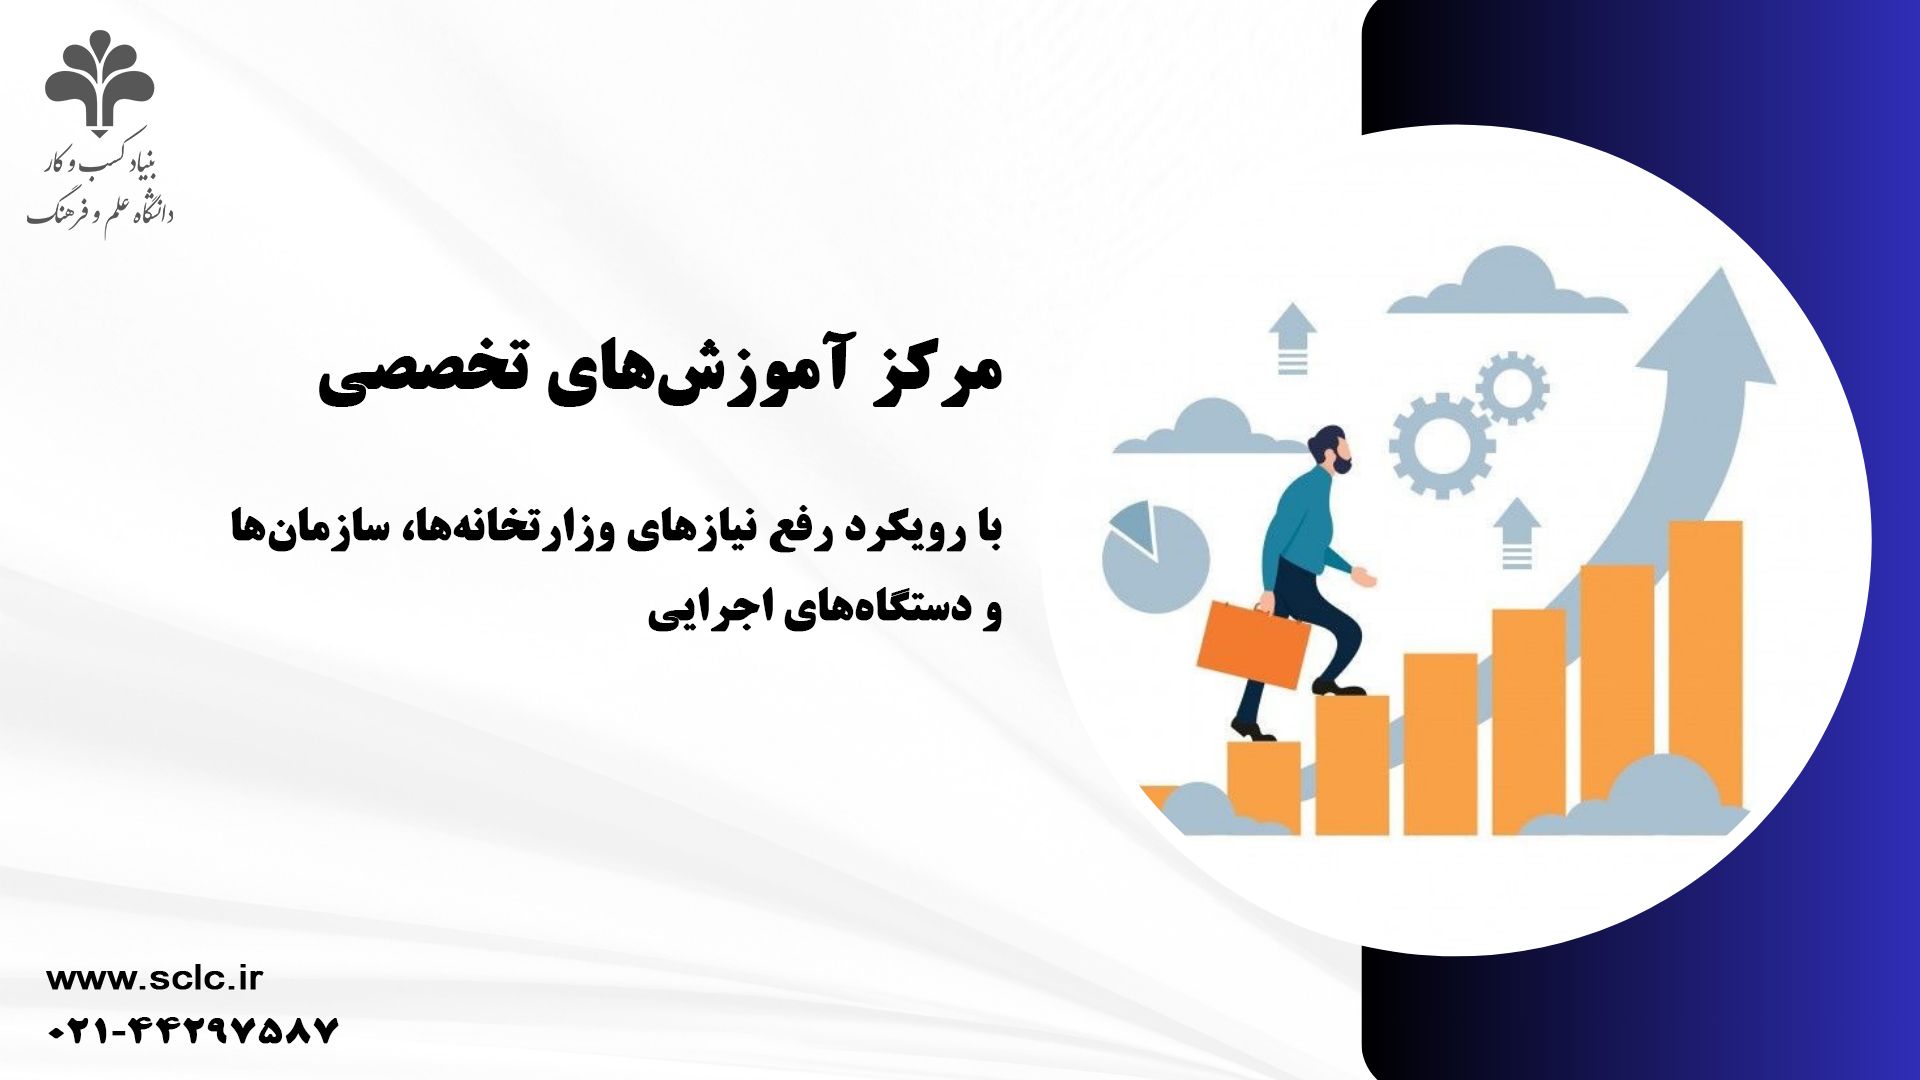 بنیاد کسب و کار
دانشگاه علم و فرهنگ
مرکز آموزش‌های تخصصی
با رویکرد رفع نیازهای وزارتخانه‌ها، سازمان‌ها
و دستگاه‌های اجرایی
www.sclc.ir
۰۲۱-۴۴۲۹۷۵۸۷